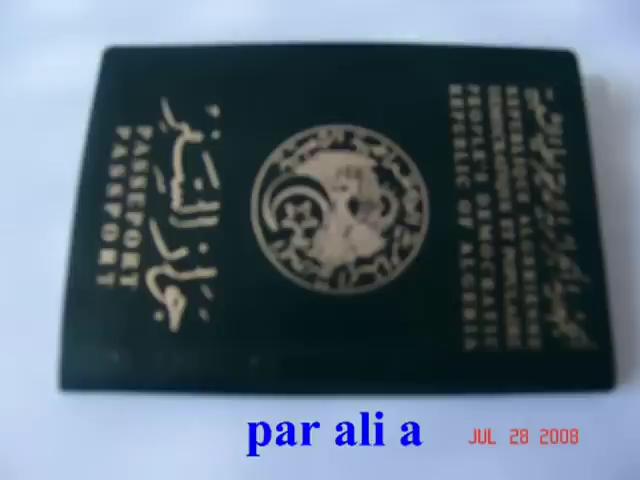 REPUBLIQUE ALGERIENNE
DEMOCRATIQUE ET POPULAIRE
PEOPLE'S DEMOCRATIC
REPUBLIC OF ALGERIA
جواز السفر
PASSEPORT
PASSPORT
par ali a
JUL 28 2008